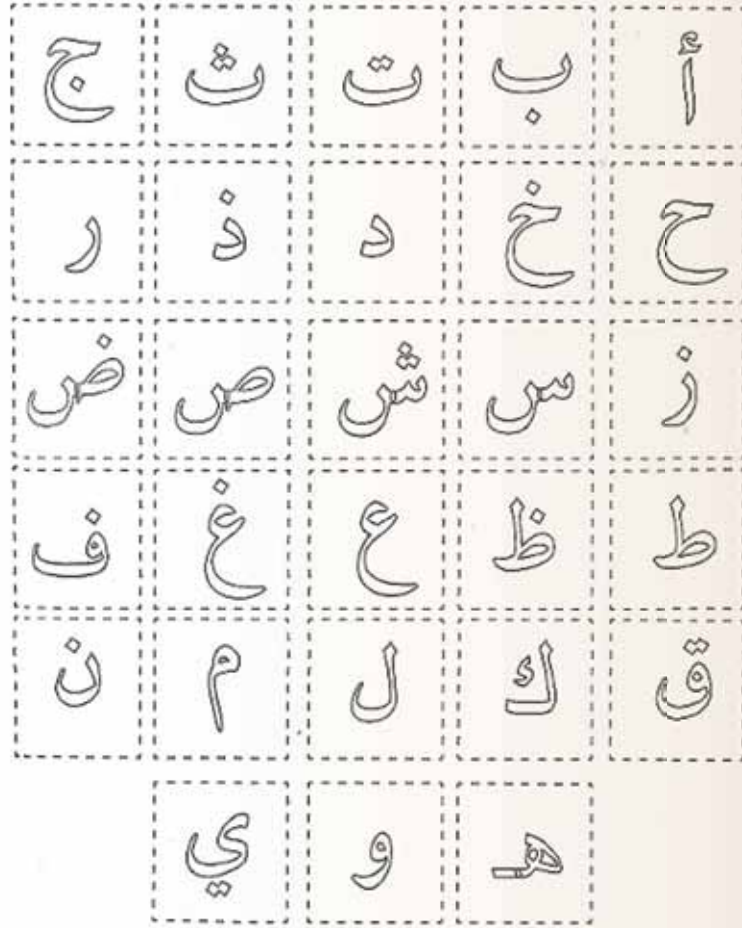 أ ب ت ث ج
ح خ د ذ ر
ز س ش ص ض
ط ظ ع غ ف
ق ك ل م ن
هـ و ي